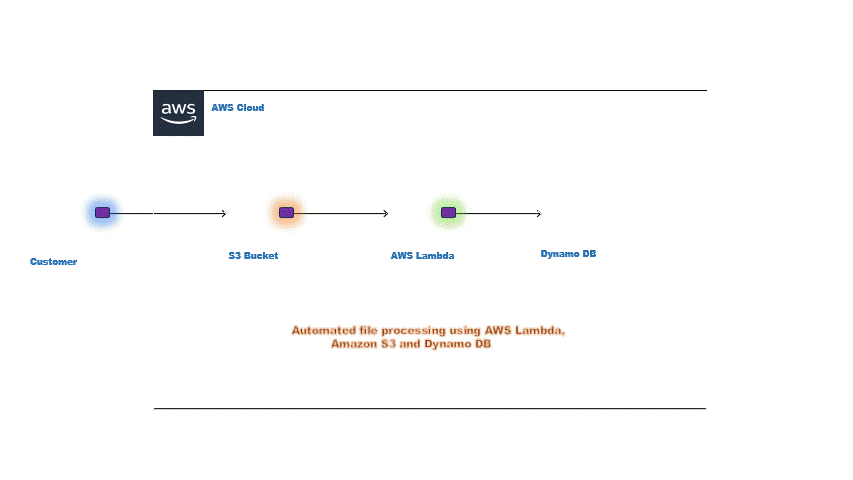 aws
AWS Cloud
S3 Bucket
AWS Lambda
Dynamo DB
Customer
Automated file processing using AWS Lambda,
Amazon S3 and Dynamo DB